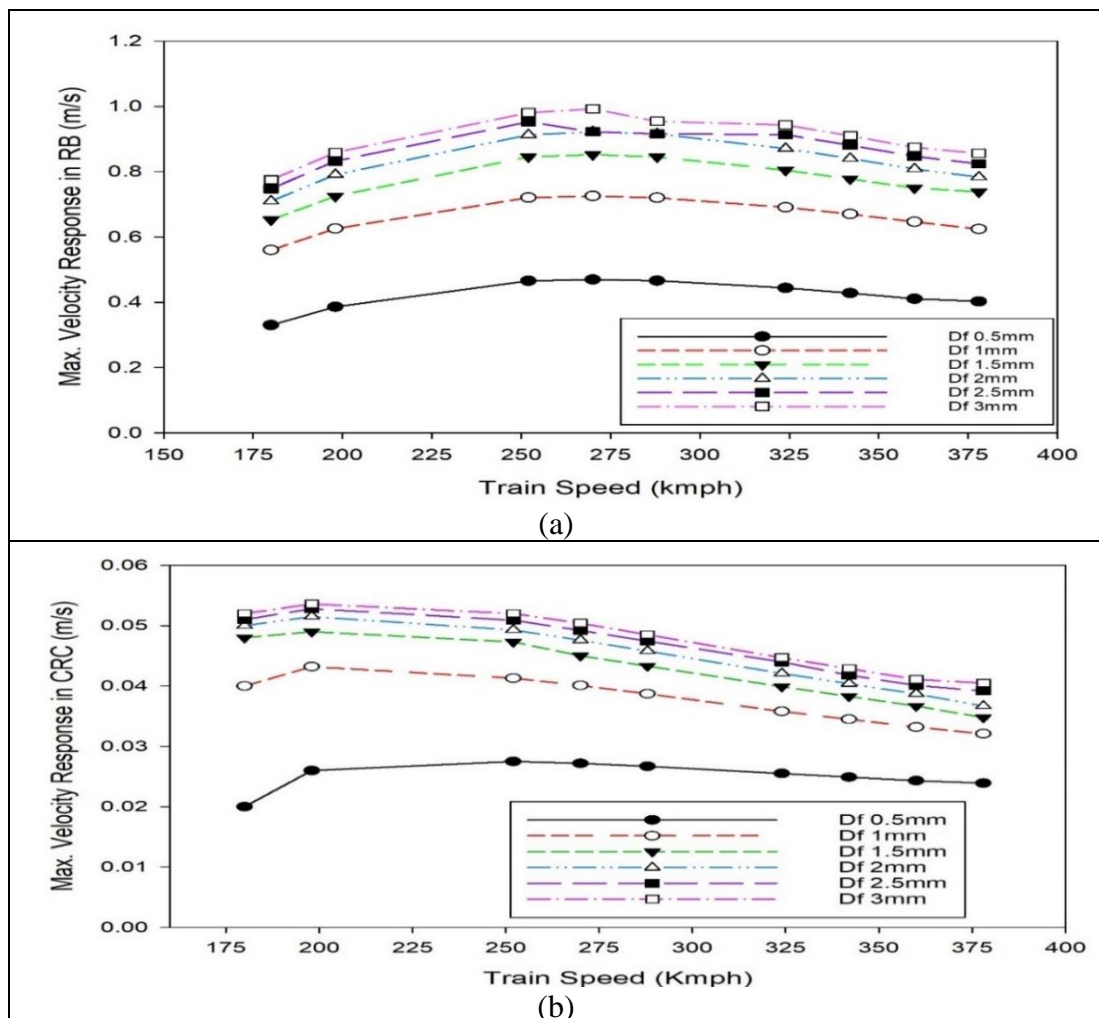 Max. Velocity Response in RB (m/s)
1.2
1.0
0.8
0.6
0.4
0.2
0.0
Df 0.5mm
Df 1mm
Df 1.5mm
Df 2mm
Df 2.5mm
Df 3mm
150 175 200 225 250 275 300 325 350 375 400
Train Speed (kmph)
(a)
Max. Velocity Response in CRC (m/s)
0.06
0.05
0.04
0.03
0.02
0.01
0.00
Df 0.5mm
Df 1mm
Df 1.5mm
Df 2mm
Df 2.5mm
Df 3mm
175 200 225 250 275 300 325 350 375 400
Train Speed (Kmph)
(b)